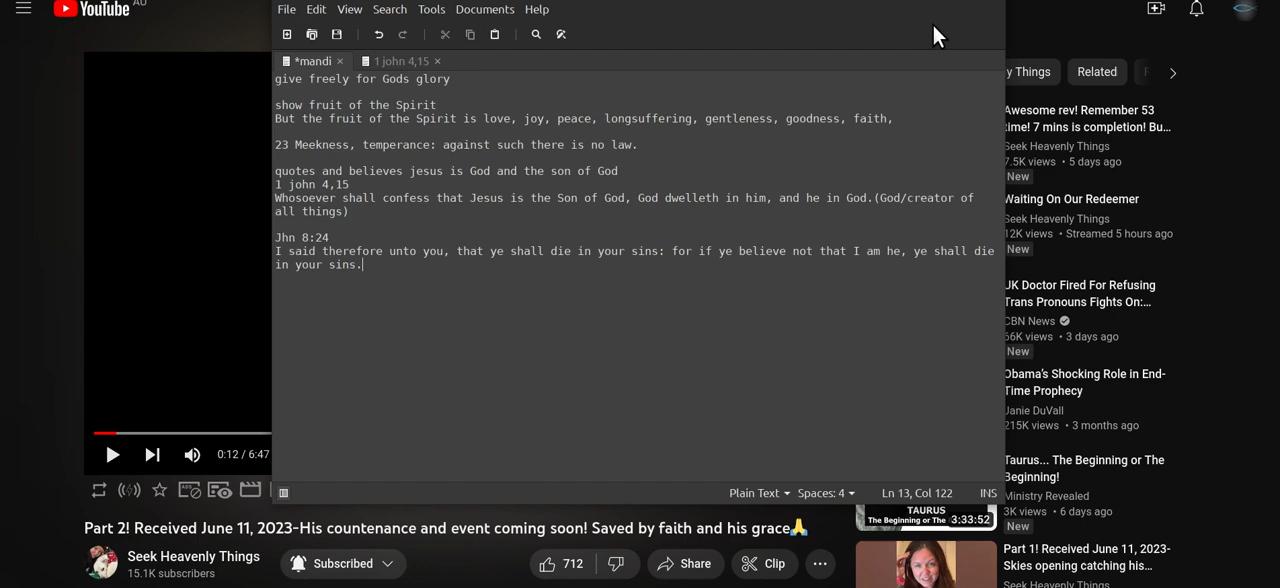 YouTube AU
File Edit View Search Tools Documents Help
*mandi × 1 john 4,15 ×
give freely for Gods glory
show fruit of the Spirit
But the fruit of the Spirit is love, joy, peace, longsuffering, gentleness, goodness, faith,
23 Meekness, temperance: against such there is no law.
quotes and believes jesus is God and the son of God
1 john 4,15
Whosoever shall confess that Jesus is the Son of God, God dwelleth in him, and he in God.(God/creator of
all things)
Jhn 8:24
I said therefore unto you, that ye shall die in your sins: for if ye believe not that I am he, ye shall die
in your sins.
Plain Text Spaces: 4 Ln 13, Col 122 INS
0:12 / 6:47
Part 2! Received June 11, 2023-His countenance and event coming soon! Saved by faith and his grace🙏
Seek Heavenly Things
15.1K subscribers
Subscribed
712 Share Clip
y Things Related
Awesome rev! Remember 53
time! 7 mins is completion! Bu...
Seek Heavenly Things
7.5K views • 5 days ago
New
Waiting On Our Redeemer
Seek Heavenly Things
12K views • Streamed 5 hours ago
New
UK Doctor Fired For Refusing
Trans Pronouns Fights On:...
CBN News
66K views • 3 days ago
New
Obama's Shocking Role in End-
Time Prophecy
Janie DuVall
215K views • 3 months ago
Taurus... The Beginning or The
Beginning!
Ministry Revealed
3K views • 6 days ago
New
TAURUS
The Beginning or The
3:33:52
Part 1! Received June 11, 2023-
Skies opening catching his...
Seek Heavenly Things